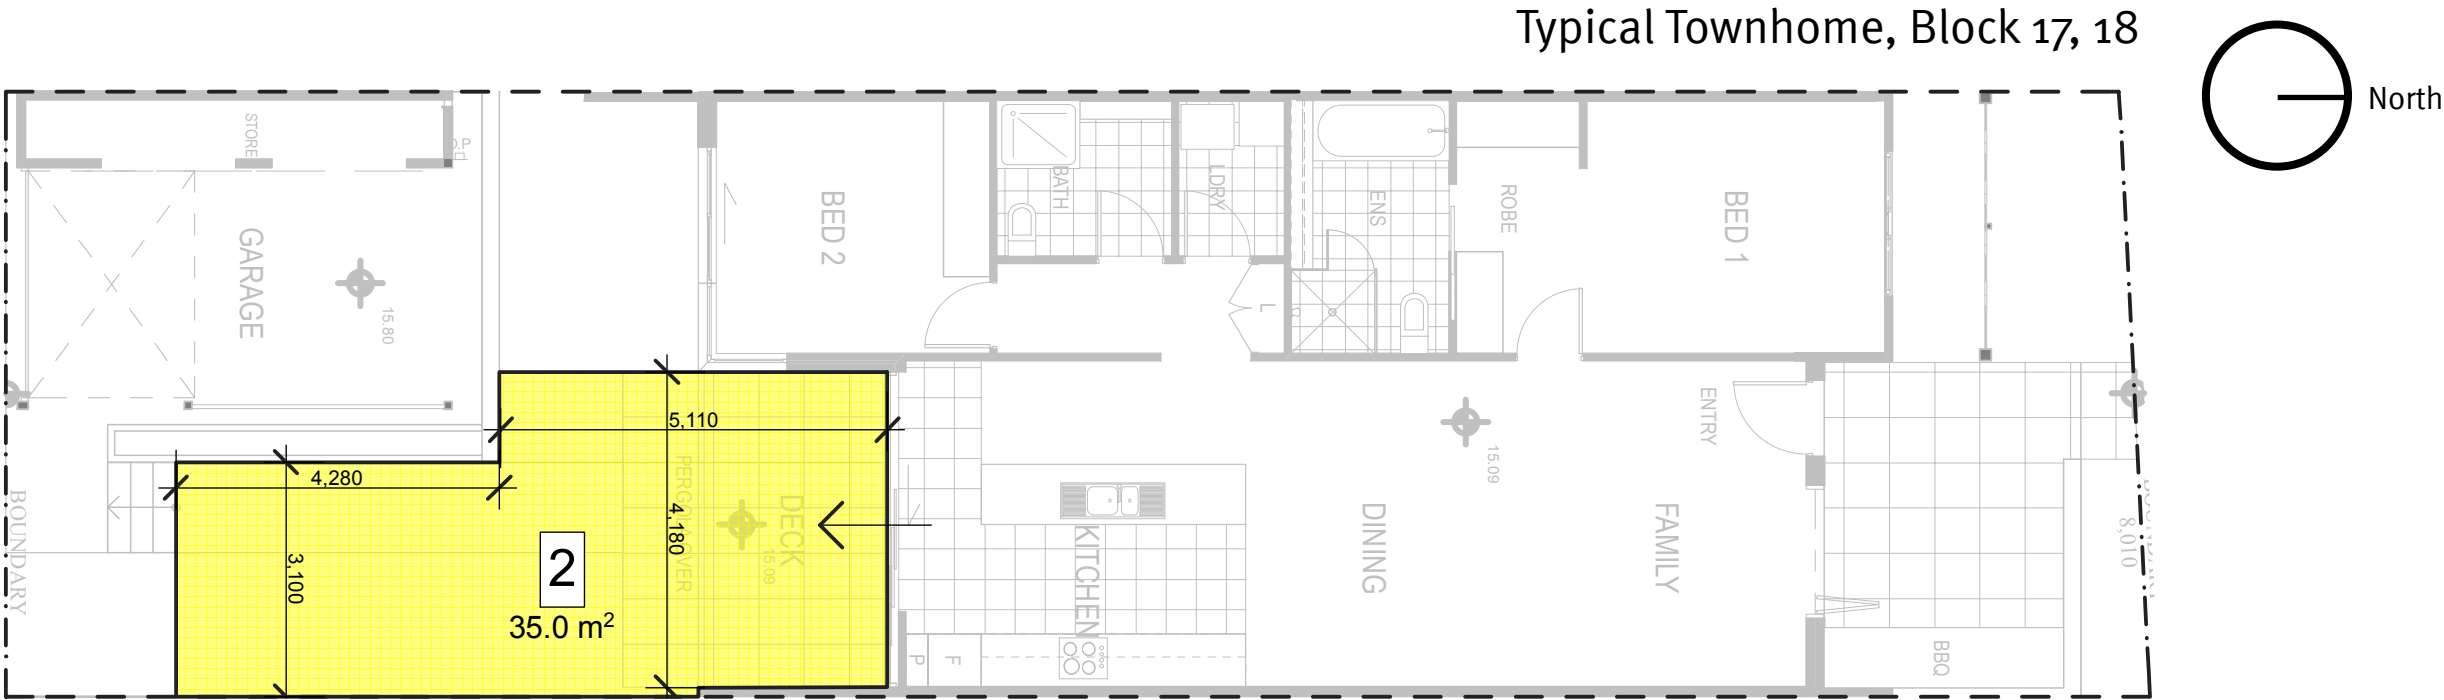 Typical Townhome, Block 17, 18
North
STORE
D.P
GARAGE
15.80
BED 2
BATH
LDRY
L
ENS
ROBE
BED 1
ENTRY
5,110
4,280
3,100
4,180
2
35.0 m²
PERGOLA OVER
DECK
15.09
KITCHEN
P
F
DINING
15.09
FAMILY
BBQ
BOUNDARY
8,010